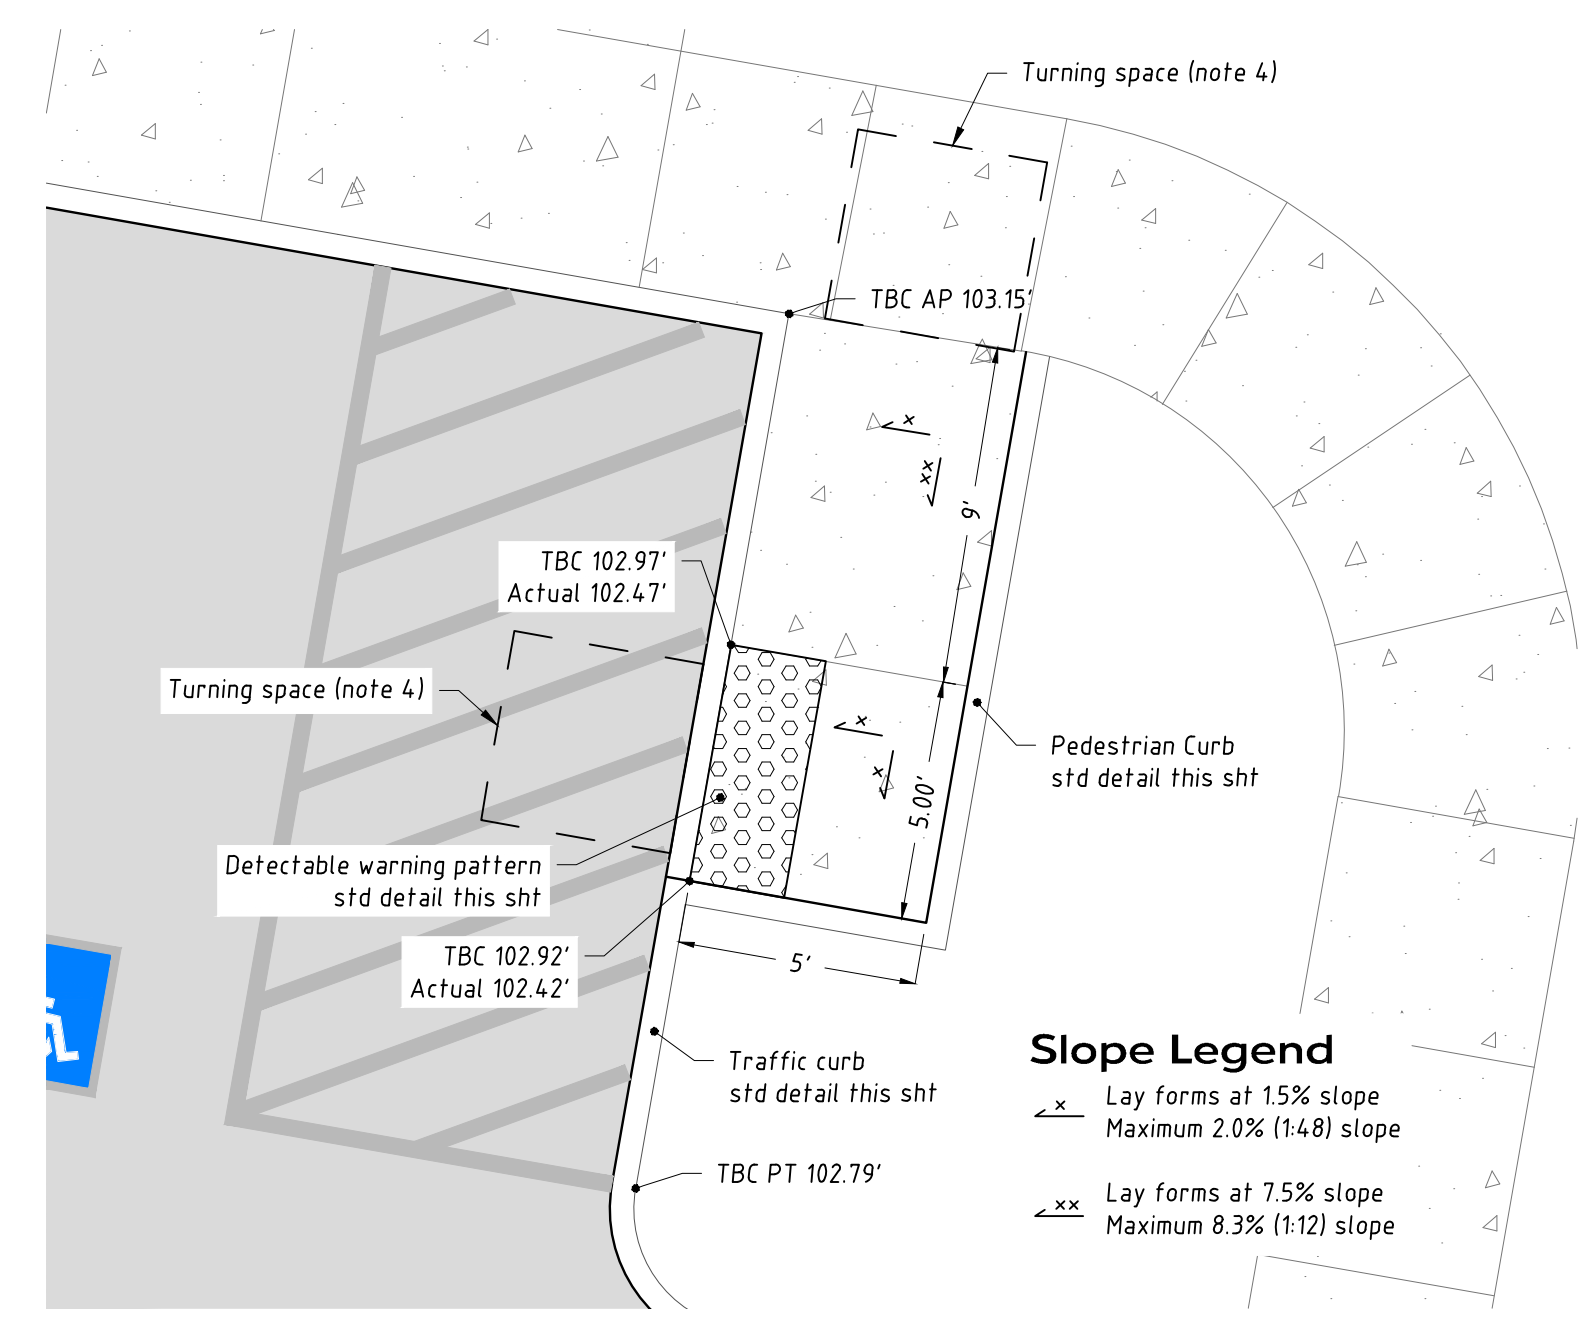 Turning space (note 4)
TBC AP 103.15'
x
xx
9'
TBC 102.97'
Actual 102.47'
Turning space (note 4)
x
x
Pedestrian Curb
std detail this sht
5.00'
Detectable warning pattern
std detail this sht
TBC 102.92'
Actual 102.42'
5'
Traffic curb
std detail this sht
TBC PT 102.79'
Slope Legend
x
Lay forms at 1.5% slope
Maximum 2.0% (1:48) slope
xx
Lay forms at 7.5% slope
Maximum 8.3% (1:12) slope